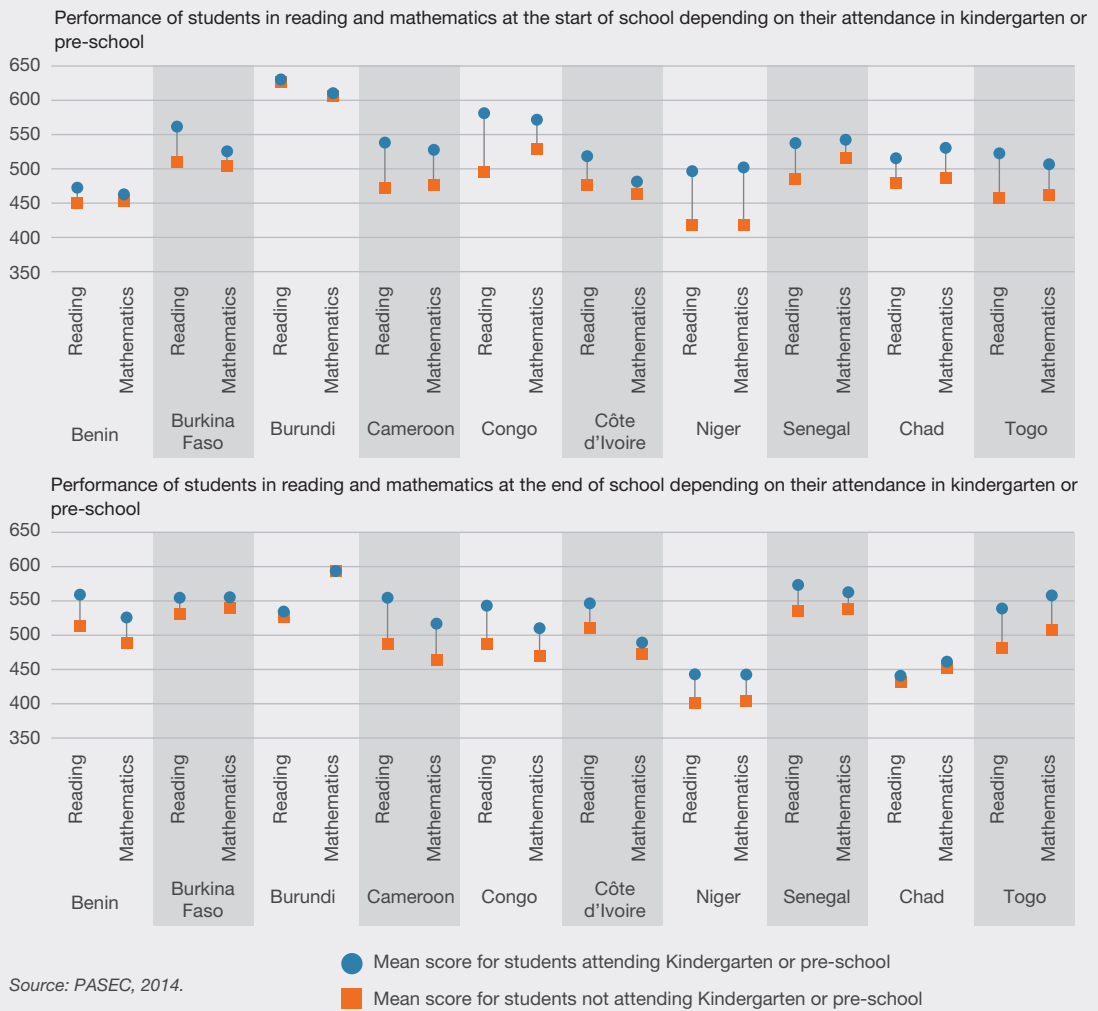 Performance of students in reading and mathematics at the start of school depending on their attendance in kindergarten or
pre-school
650
600
550
500
450
400
350
Reading
Mathematics
Reading
Mathematics
Reading
Mathematics
Reading
Mathematics
Reading
Mathematics
Reading
Mathematics
Reading
Mathematics
Reading
Mathematics
Reading
Mathematics
Reading
Mathematics
Benin
Burkina
Faso
Burundi
Cameroon
Congo
Côte
d’Ivoire
Niger
Senegal
Chad
Togo
Performance of students in reading and mathematics at the end of school depending on their attendance in kindergarten or
pre-school
650
600
550
500
450
400
350
Reading
Mathematics
Reading
Mathematics
Reading
Mathematics
Reading
Mathematics
Reading
Mathematics
Reading
Mathematics
Reading
Mathematics
Reading
Mathematics
Reading
Mathematics
Reading
Mathematics
Benin
Burkina
Faso
Burundi
Cameroon
Congo
Côte
d’Ivoire
Niger
Senegal
Chad
Togo
Mean score for students attending Kindergarten or pre-school
Mean score for students not attending Kindergarten or pre-school
Source: PASEC, 2014.